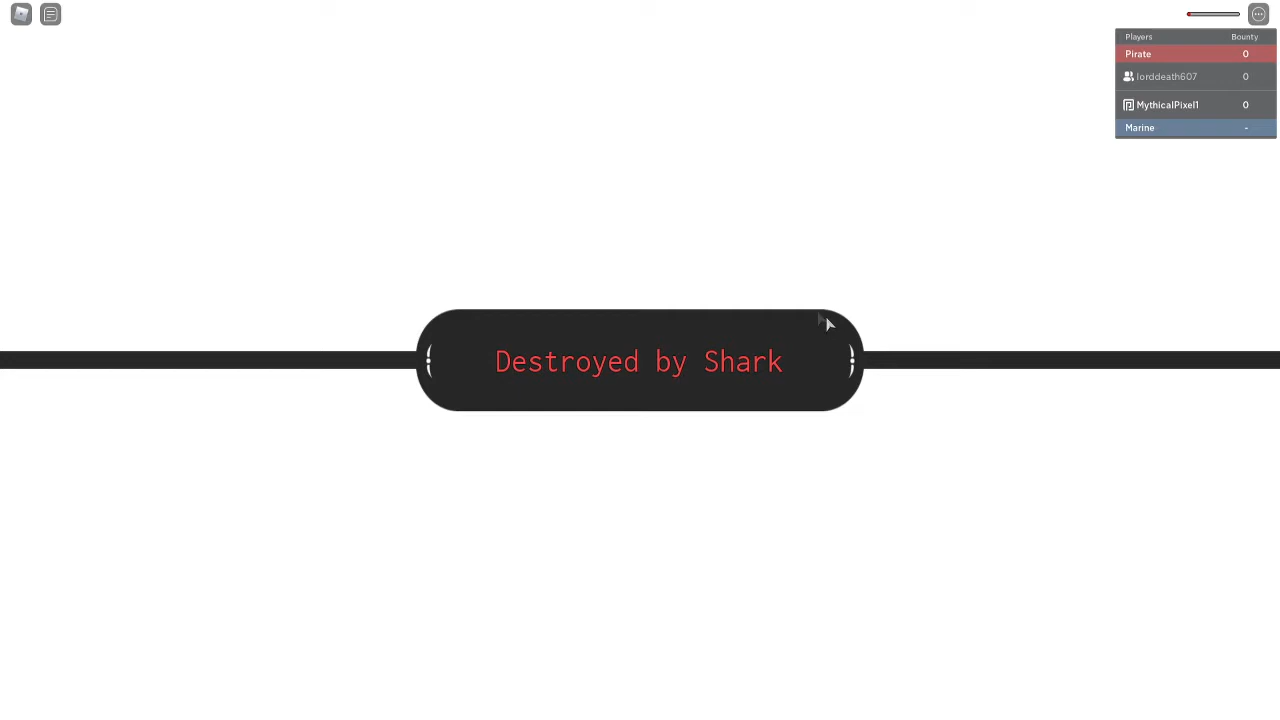 Players Bounty
Pirate 0
lorddeath607 0
MythicalPixel1 0
Marine -
Destroyed by Shark